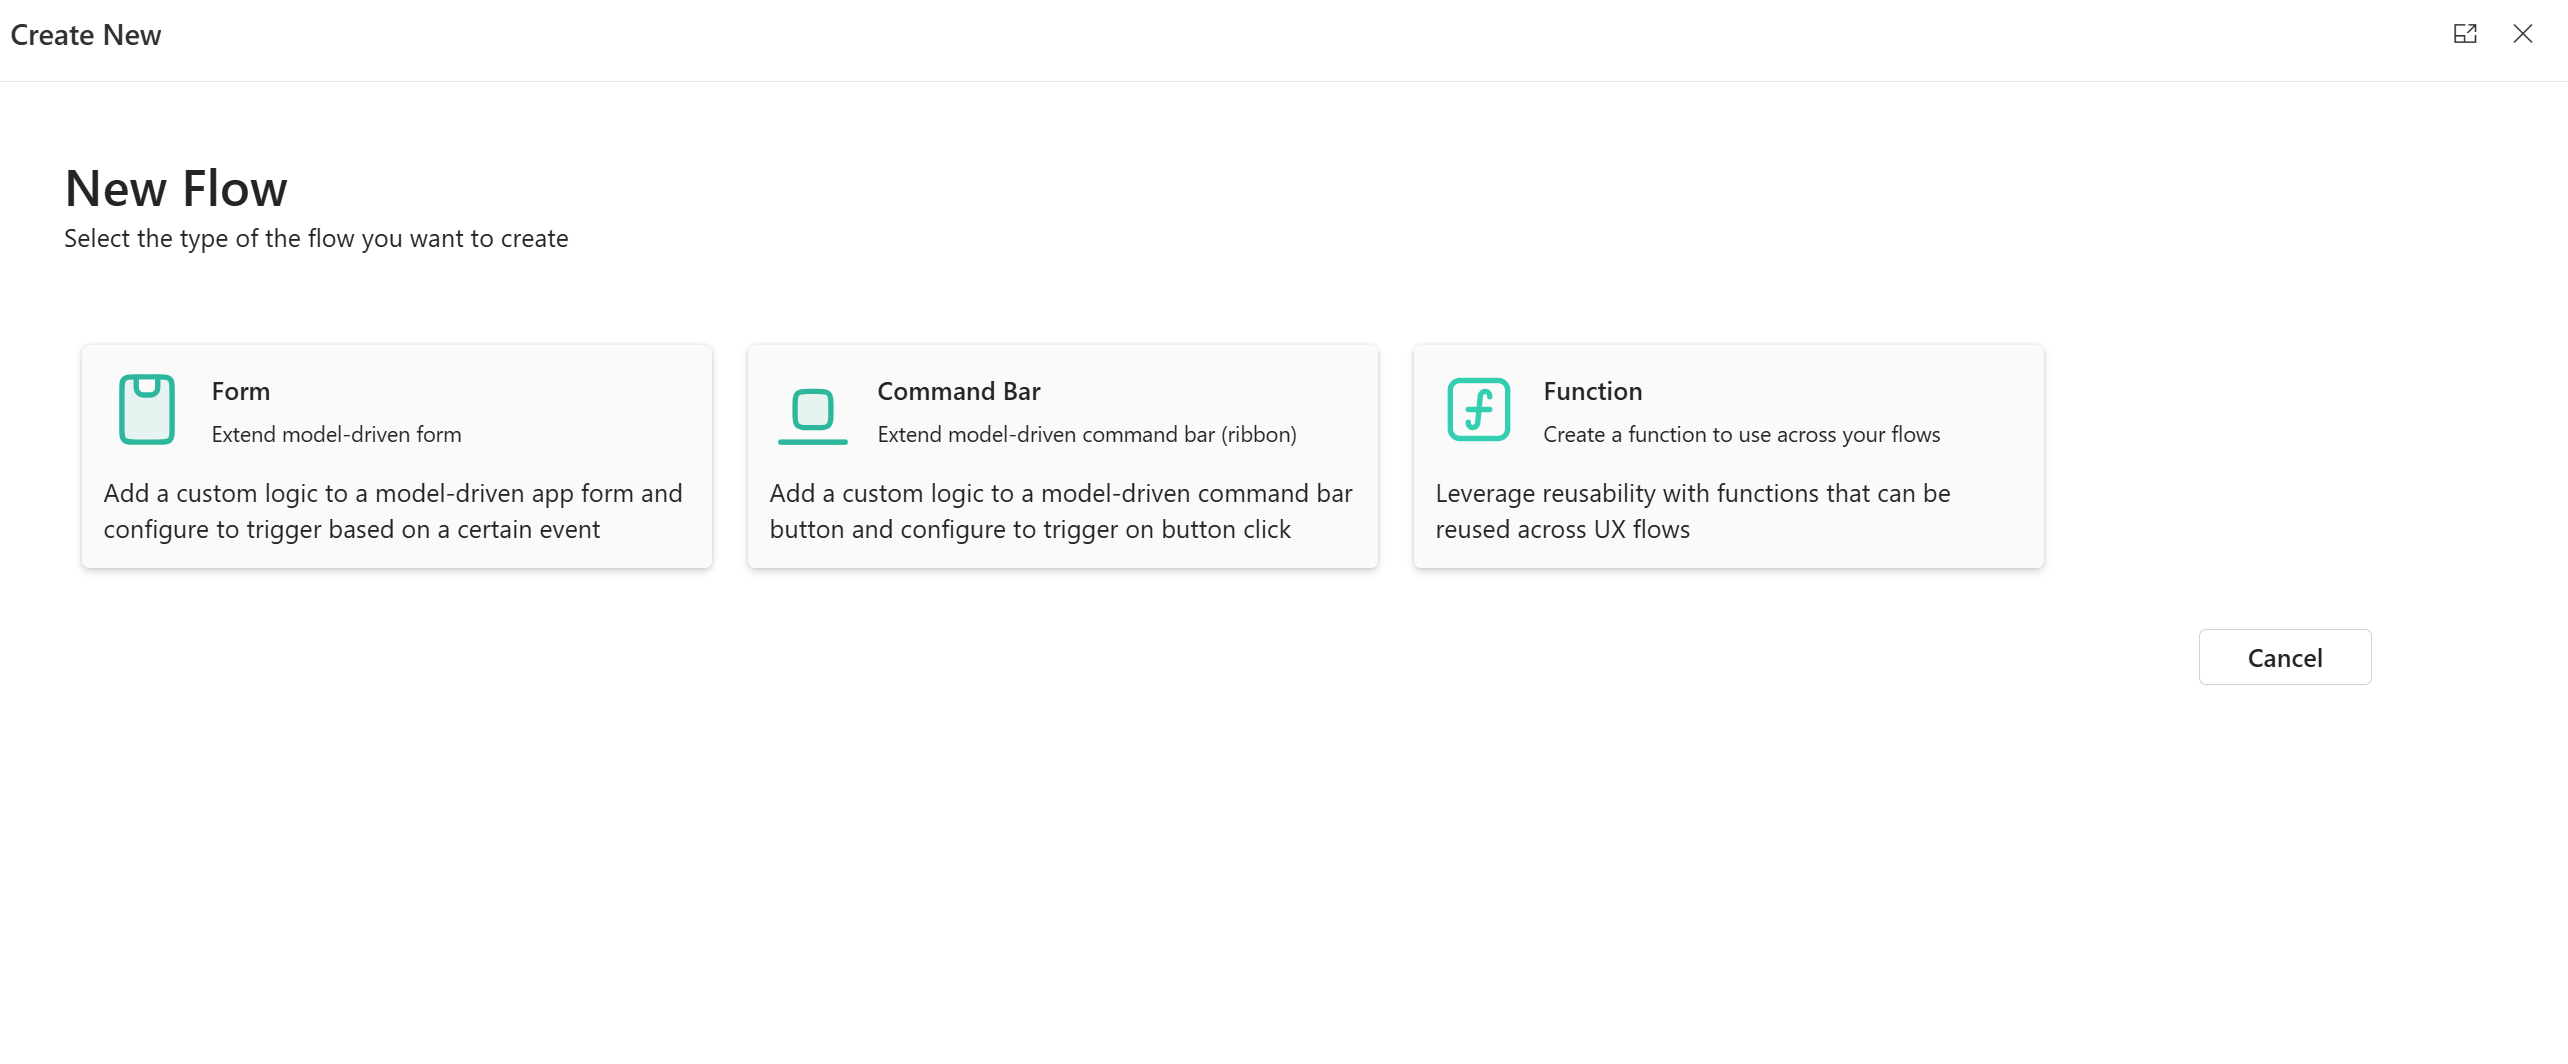 Create New
New Flow
Select the type of the flow you want to create
Form
Extend model-driven form
Add a custom logic to a model-driven app form and
configure to trigger based on a certain event
Command Bar
Extend model-driven command bar (ribbon)
Add a custom logic to a model-driven command bar
button and configure to trigger on button click
Function
Create a function to use across your flows
Leverage reusability with functions that can be
reused across UX flows
Cancel